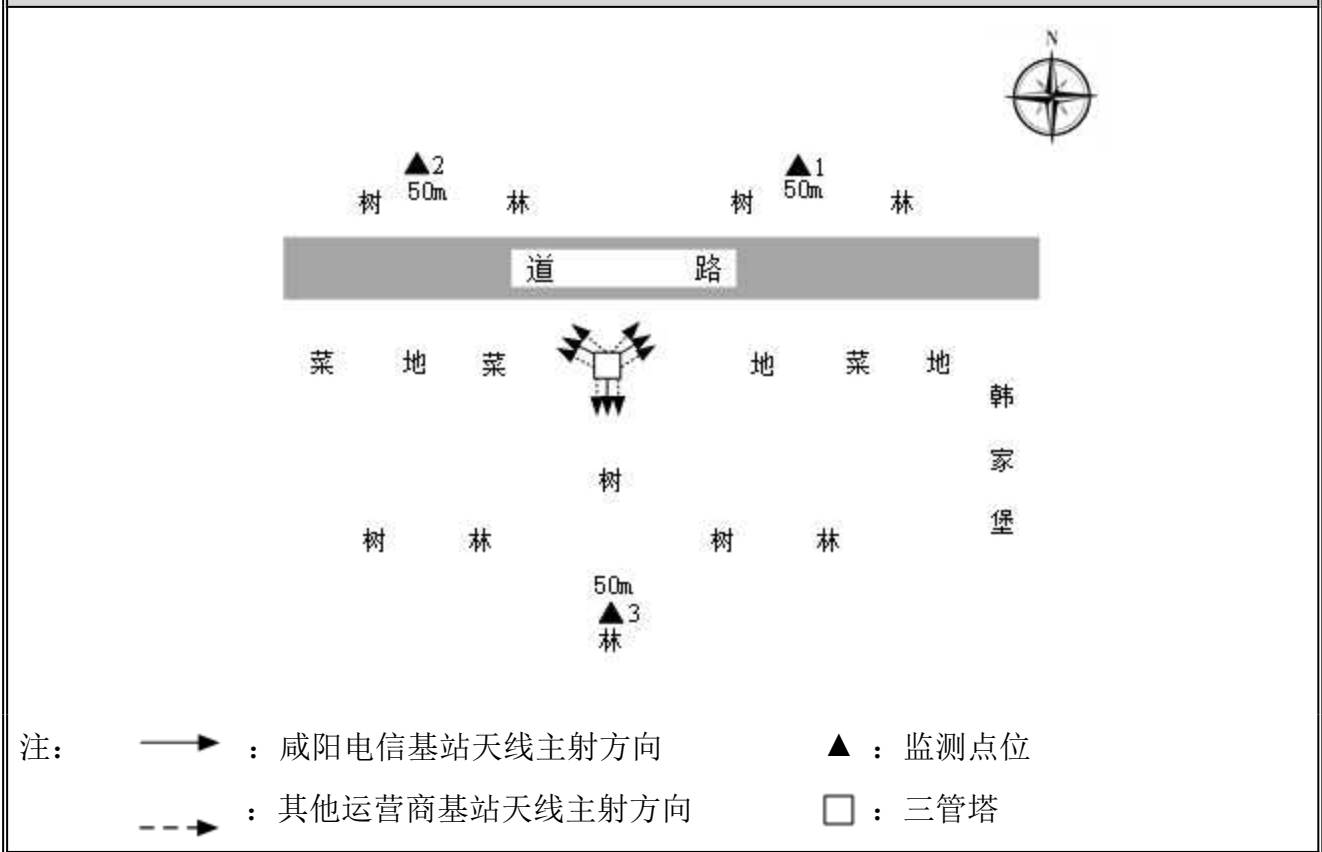 N
▲2
▲1
50m
50m
树 林 树 林
道 路
菜 地 菜 地 菜 地
韩
家
堡
树
树 林 树 林
50m
▲3
林
注： ：咸阳电信基站天线主射方向 ▲：监测点位
：其他运营商基站天线主射方向 □：三管塔